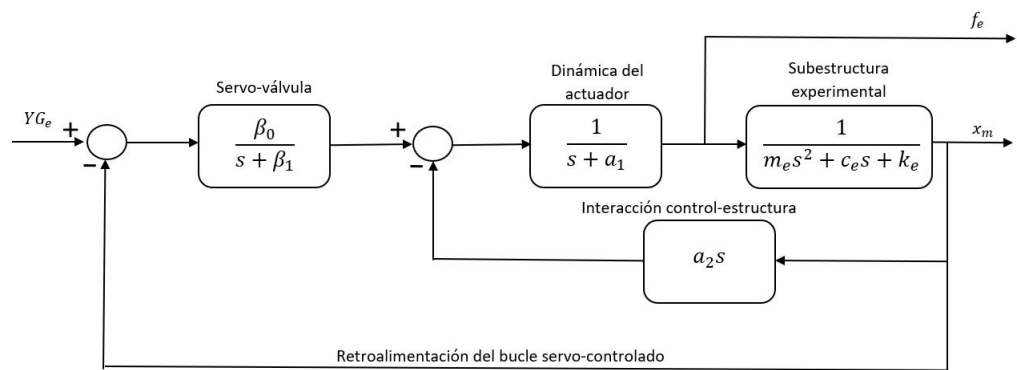 f_e
Servo-válvula
Dinámica del
actuador
Subestructura
experimental
YG_e
+
−
β_0
s + β_1
+
−
1
s + a_1
1
m_e s² + c_e s + k_e
x_m
Interacción control-estructura
a_2 s
Retroalimentación del bucle servo-controlado